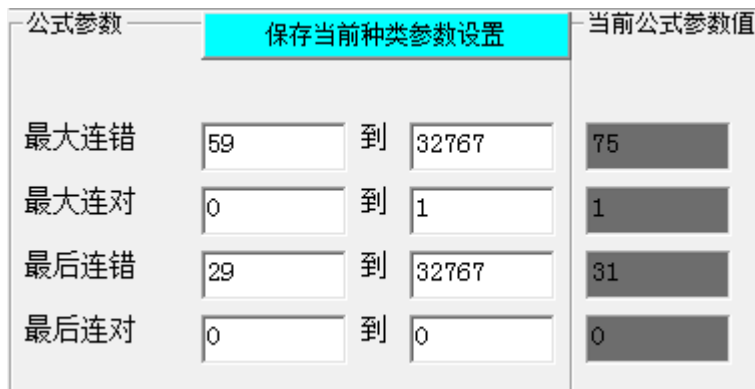 公式参数 保存当前种类参数设置 当前公式参数值
最大连错 59 到 32767 75
最大连对 0 到 1 1
最后连错 29 到 32767 31
最后连对 0 到 0 0